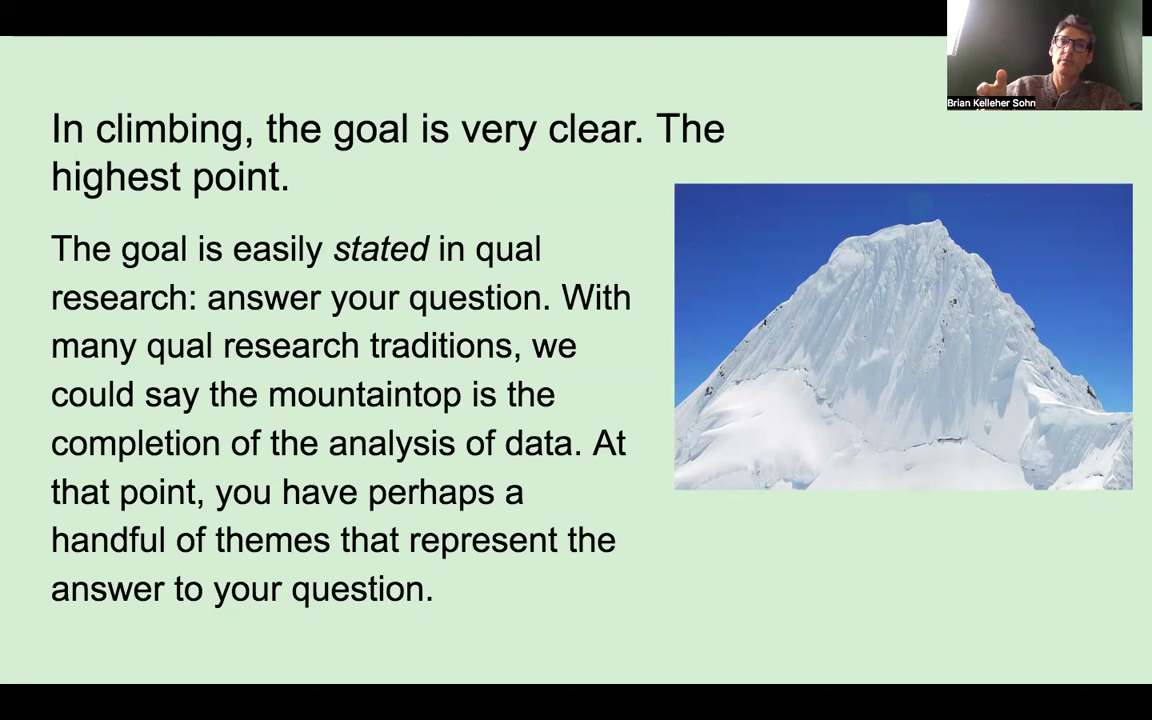 Brian Kelleher Sohn
In climbing, the goal is very clear. The
highest point.
The goal is easily stated in qual
research: answer your question. With
many qual research traditions, we
could say the mountaintop is the
completion of the analysis of data. At
that point, you have perhaps a
handful of themes that represent the
answer to your question.